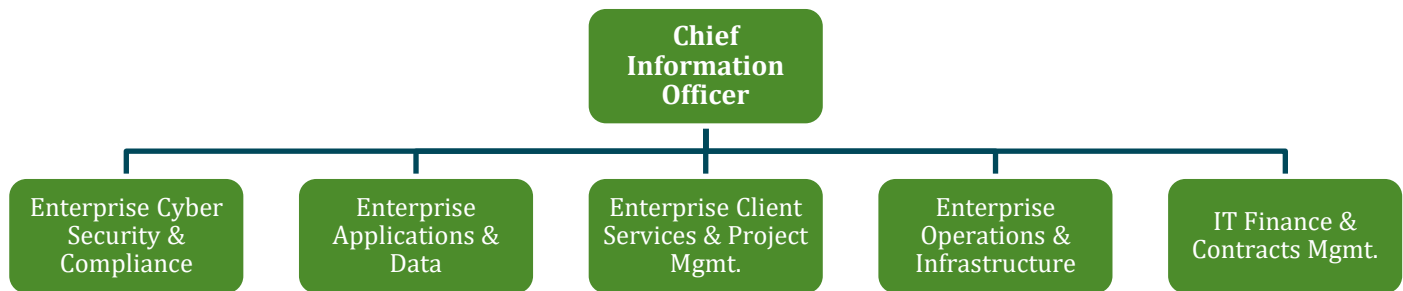 Chief
Information
Officer
Enterprise Cyber
Security &
Compliance
Enterprise
Applications &
Data
Enterprise Client
Services & Project
Mgmt.
Enterprise
Operations &
Infrastructure
IT Finance &
Contracts Mgmt.